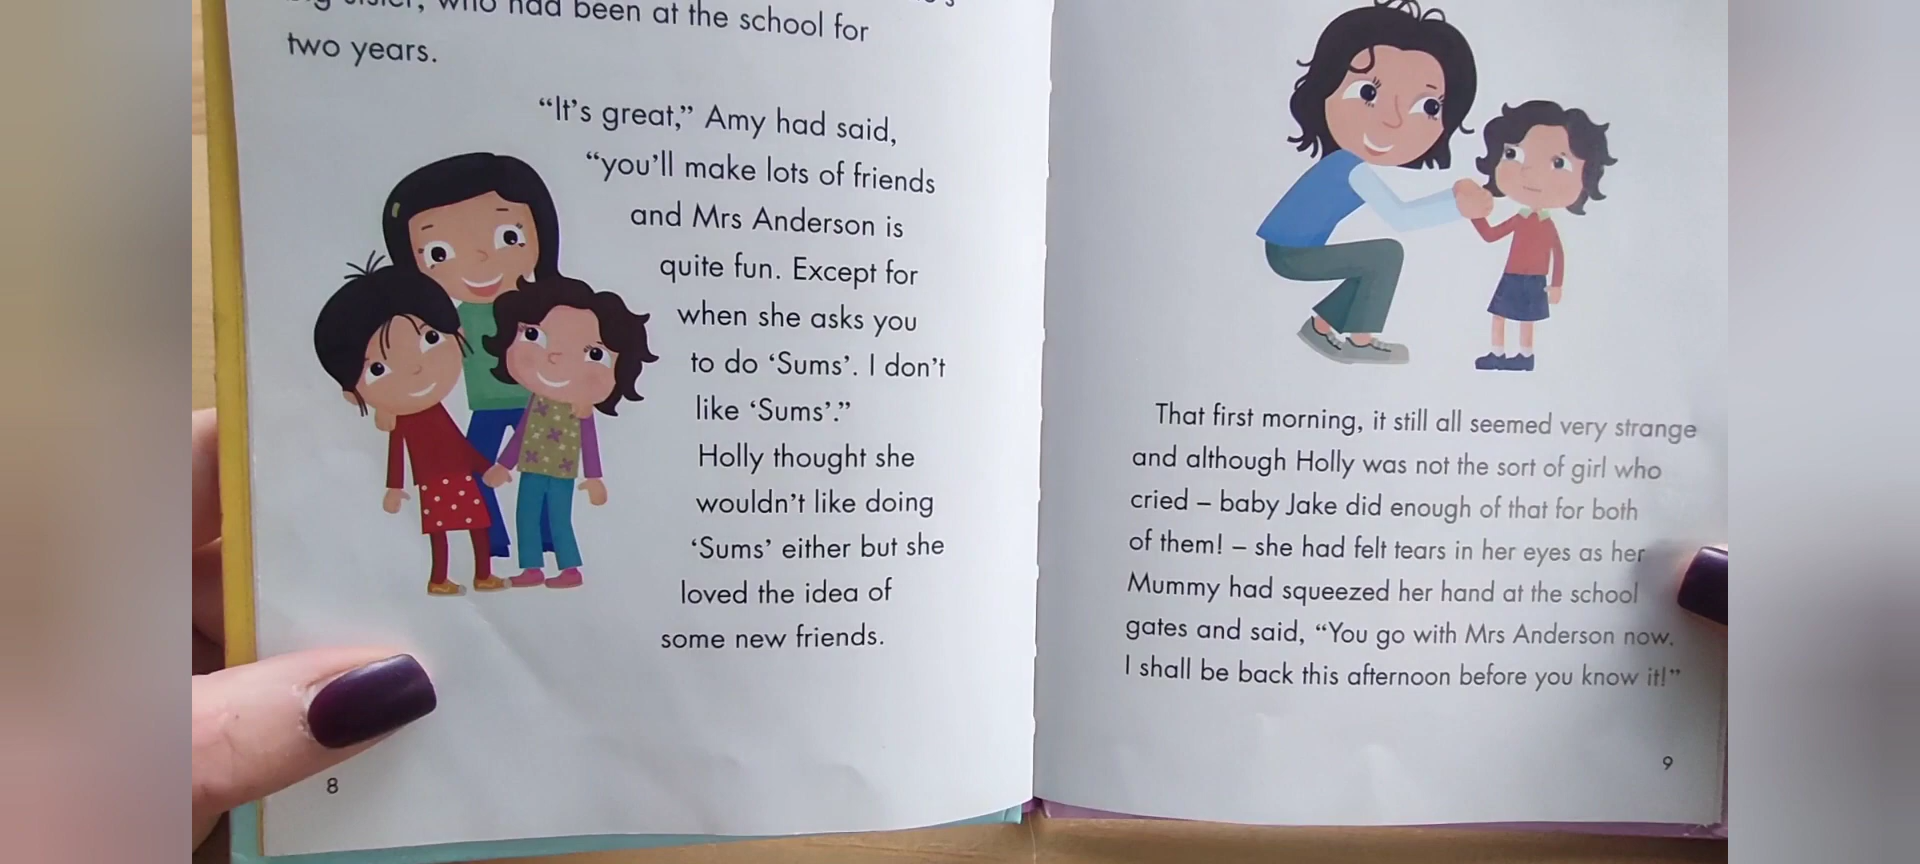 sister, who had been at the school for
two years.
“It’s great,” Amy had said,
“you’ll make lots of friends
and Mrs Anderson is
quite fun. Except for
when she asks you
to do ‘Sums’. I don’t
like ‘Sums’.”
Holly thought she
wouldn’t like doing
‘Sums’ either but she
loved the idea of
some new friends.
8
That first morning, it still all seemed very strange
and although Holly was not the sort of girl who
cried – baby Jake did enough of that for both
of them! – she had felt tears in her eyes as her
Mummy had squeezed her hand at the school
gates and said, “You go with Mrs Anderson now.
I shall be back this afternoon before you know it!”
9